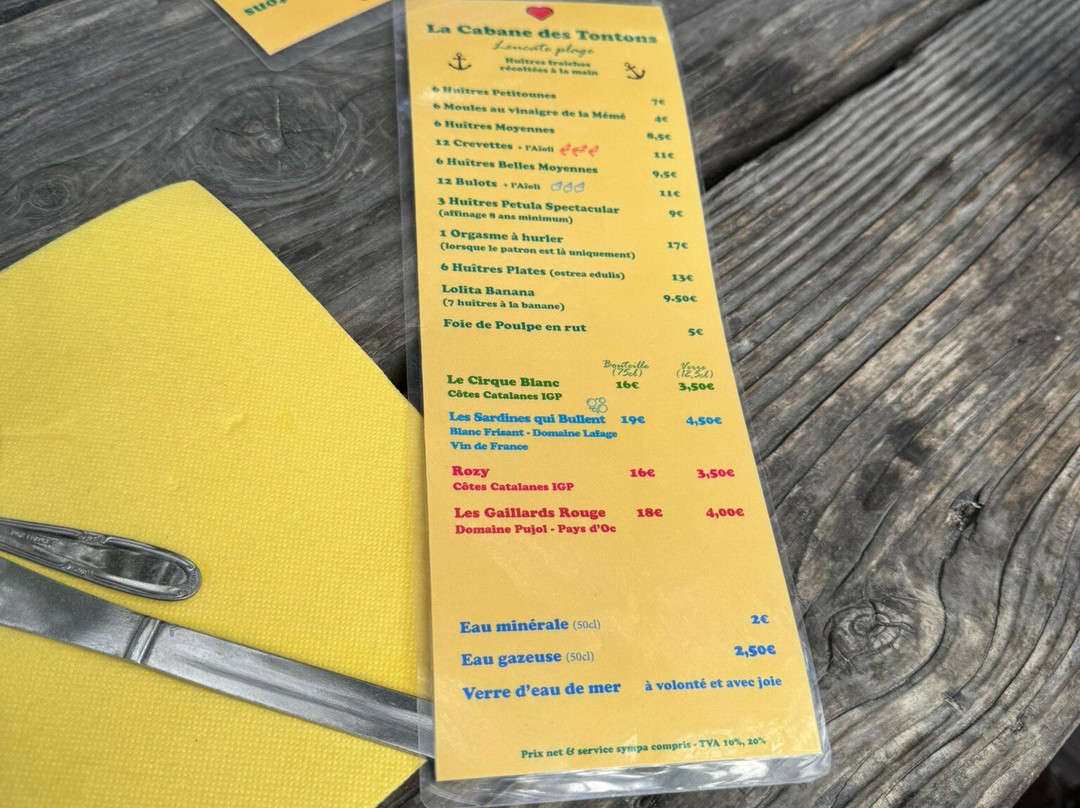 tons
La Cabane des Tontons
Leucate plage
Huîtres fraîches
récoltées à la main
6 Huîtres Petitounes 7€
6 Moules au vinaigre de la Mémé 4€
6 Huîtres Moyennes 8,5€
12 Crevettes + l'Aïoli 11€
6 Huîtres Belles Moyennes 9,5€
12 Bulots + l'Aïoli 11€
3 Huîtres Petula Spectacular 9€
(affinage 8 ans minimum)
1 Orgasme à hurler 17€
(lorsque le patron est là uniquement)
6 Huîtres Plates (ostrea edulis) 13€
Lolita Banana 9.50€
(7 huîtres à la banane)
Foie de Poulpe en rut 5€
Bouteille Verre
(75cl) (12,5cl)
Le Cirque Blanc 16€ 3,50€
Côtes Catalanes IGP
Les Sardines qui Bullent 19€ 4,50€
Blanc Frisant - Domaine Lafage
Vin de France
Rozy 16€ 3,50€
Côtes Catalanes IGP
Les Gaillards Rouge 18€ 4,00€
Domaine Pujol - Pays d'Oc
Eau minérale (50cl) 2€
Eau gazeuse (50cl) 2,50€
Verre d'eau de mer à volonté et avec joie
Prix net & service sympa compris - TVA 10%, 20%